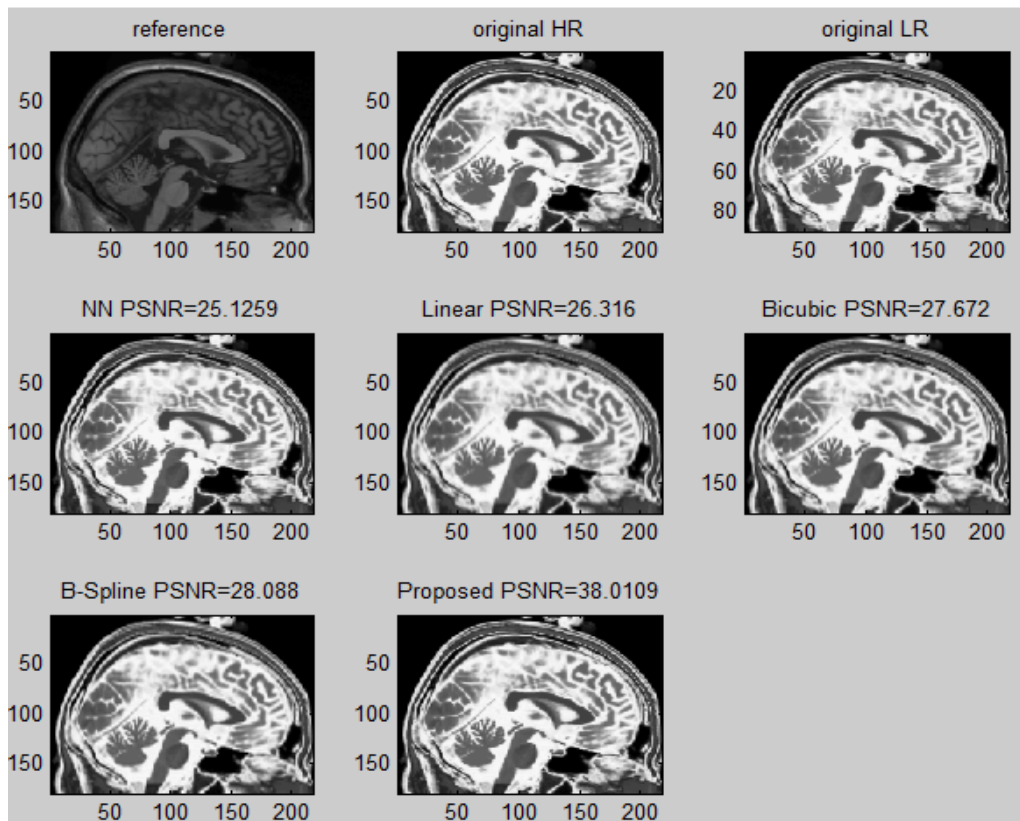 reference
original HR
original LR
50
100
150
50 100 150 200
50
100
150
50 100 150 200
20
40
60
80
50 100 150 200
NN PSNR=25.1259
Linear PSNR=26.316
Bicubic PSNR=27.672
50
100
150
50 100 150 200
50
100
150
50 100 150 200
50
100
150
50 100 150 200
B-Spline PSNR=28.088
Proposed PSNR=38.0109
50
100
150
50 100 150 200
50
100
150
50 100 150 200